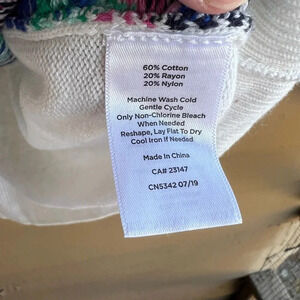 60% Cotton
20% Rayon
20% Nylon
Machine Wash Cold
Gentle Cycle
Only Non-Chlorine Bleach
When Needed
Reshape, Lay Flat To Dry
Cool Iron If Needed
Made In China
CA# 23147
CN5342 07/19